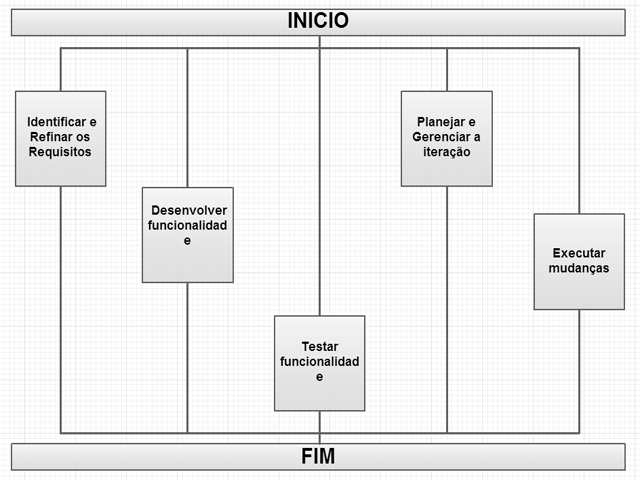 INICIO
Identificar e
Refinar os
Requisitos
Planejar e
Gerenciar a
iteração
Desenvolver
funcionalidad
e
Executar
mudanças
Testar
funcionalidad
e
FIM